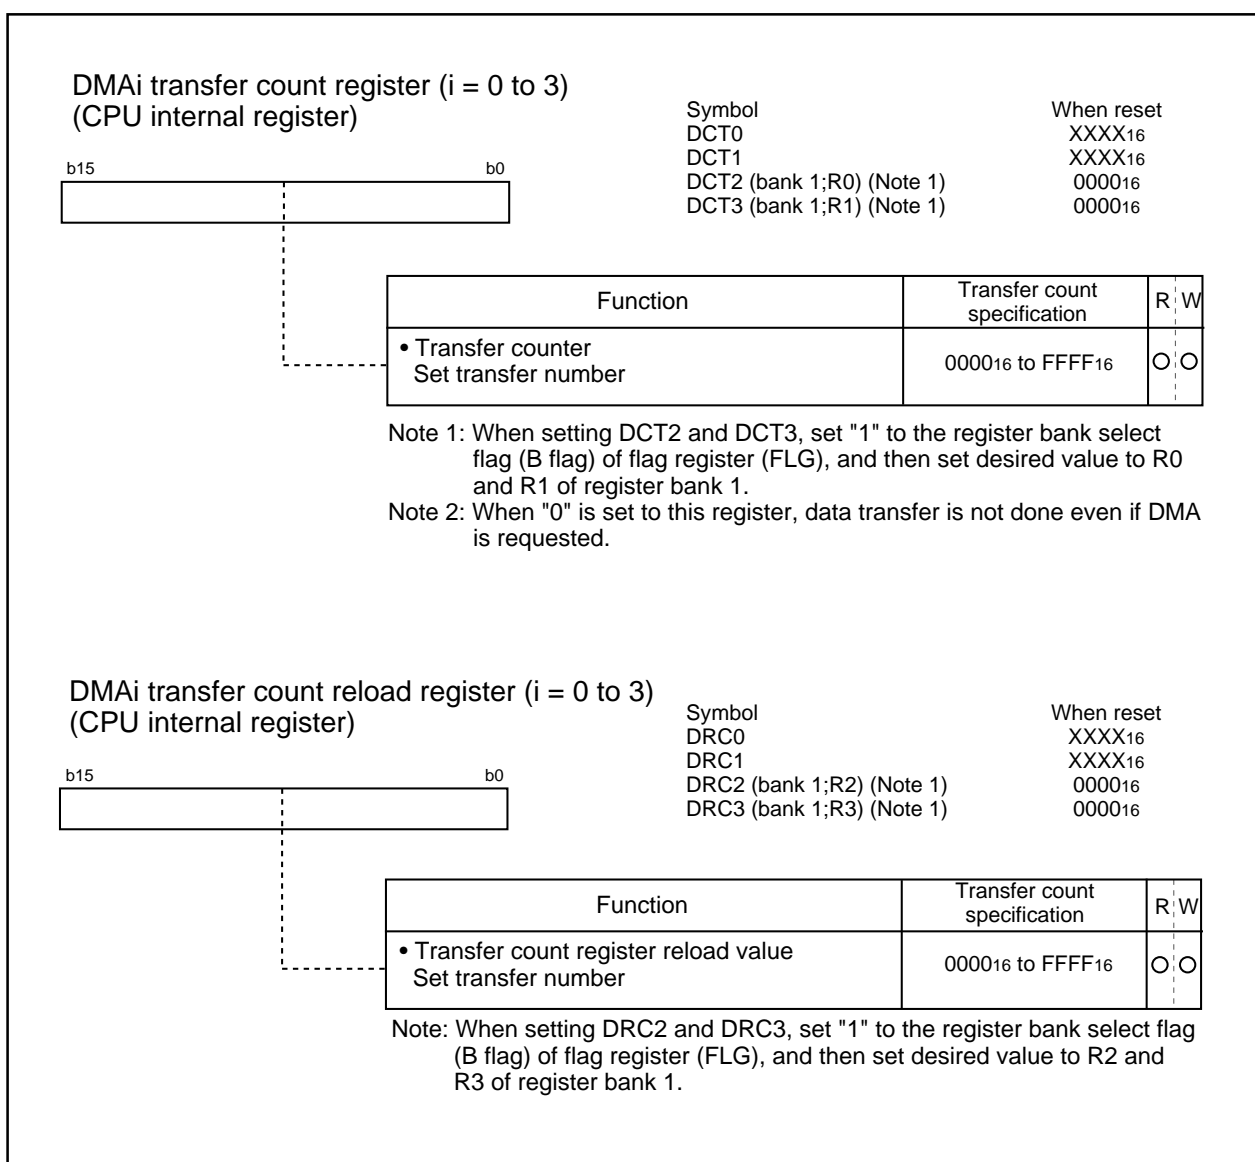 DMAi transfer count register (i = 0 to 3)
(CPU internal register)
Symbol When reset
DCT0 XXXX16
DCT1 XXXX16
DCT2 (bank 1;R0) (Note 1) 000016
DCT3 (bank 1;R1) (Note 1) 000016
b15 b0
Function Transfer count specification R W
• Transfer counter
Set transfer number 000016 to FFFF16 O O
Note 1: When setting DCT2 and DCT3, set "1" to the register bank select
flag (B flag) of flag register (FLG), and then set desired value to R0
and R1 of register bank 1.
Note 2: When "0" is set to this register, data transfer is not done even if DMA
is requested.
DMAi transfer count reload register (i = 0 to 3)
(CPU internal register)
Symbol When reset
DRC0 XXXX16
DRC1 XXXX16
DRC2 (bank 1;R2) (Note 1) 000016
DRC3 (bank 1;R3) (Note 1) 000016
b15 b0
Function Transfer count specification R W
• Transfer count register reload value
Set transfer number 000016 to FFFF16 O O
Note: When setting DRC2 and DRC3, set "1" to the register bank select flag
(B flag) of flag register (FLG), and then set desired value to R2 and
R3 of register bank 1.